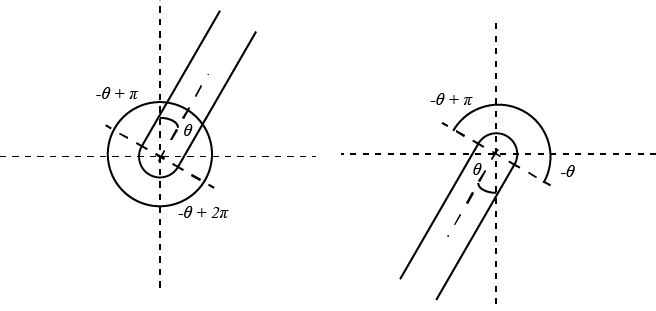 -θ + π
θ
-θ + 2π
-θ + π
θ
-θ